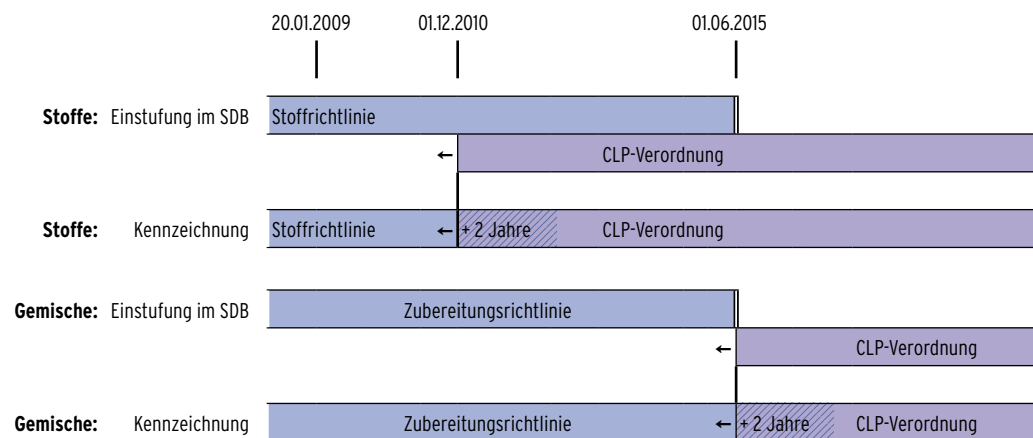 20.01.2009 01.12.2010 01.06.2015
Stoffe: Einstufung im SDB Stoffrichtlinie
← CLP-Verordnung
Stoffe: Kennzeichnung Stoffrichtlinie ← + 2 Jahre CLP-Verordnung
Gemische: Einstufung im SDB Zubereitungsrichtlinie
← CLP-Verordnung
Gemische: Kennzeichnung Zubereitungsrichtlinie ← + 2 Jahre CLP-Verordnung